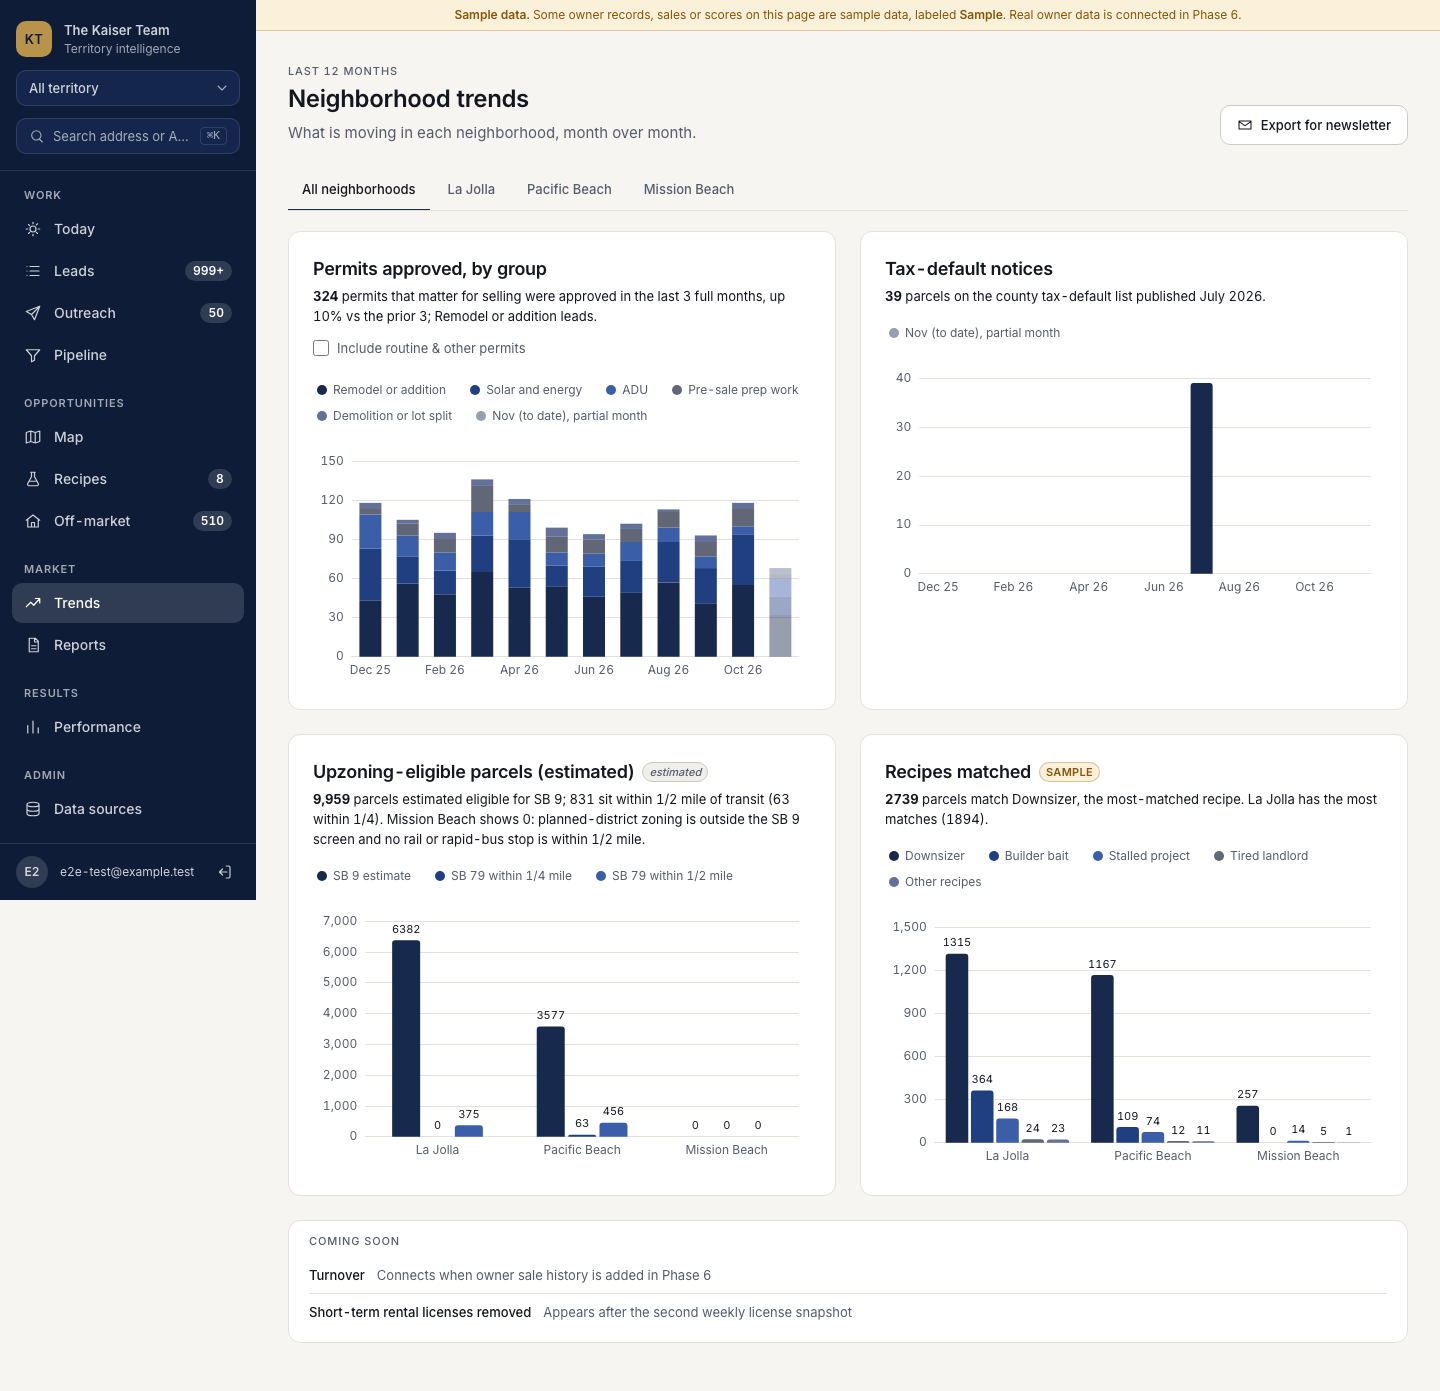 KT
The Kaiser Team
Territory intelligence
All territory
Search address or A...
⌘K
WORK
Today
Leads
999+
Outreach
50
Pipeline
OPPORTUNITIES
Map
Recipes
8
Off-market
510
MARKET
Trends
Reports
RESULTS
Performance
ADMIN
Data sources
E2
e2e-test@example.test
Sample data. Some owner records, sales or scores on this page are sample data, labeled Sample. Real owner data is connected in Phase 6.
LAST 12 MONTHS
Neighborhood trends
What is moving in each neighborhood, month over month.
Export for newsletter
All neighborhoods
La Jolla
Pacific Beach
Mission Beach
Permits approved, by group
324 permits that matter for selling were approved in the last 3 full months, up
10% vs the prior 3; Remodel or addition leads.
Include routine & other permits
Remodel or addition
Solar and energy
ADU
Pre-sale prep work
Demolition or lot split
Nov (to date), partial month
150
120
90
60
30
0
Dec 25
Feb 26
Apr 26
Jun 26
Aug 26
Oct 26
Tax-default notices
39 parcels on the county tax-default list published July 2026.
Nov (to date), partial month
40
30
20
10
0
Dec 25
Feb 26
Apr 26
Jun 26
Aug 26
Oct 26
Upzoning-eligible parcels (estimated)
estimated
9,959 parcels estimated eligible for SB 9; 831 sit within 1/2 mile of transit (63
within 1/4). Mission Beach shows 0: planned-district zoning is outside the SB 9
screen and no rail or rapid-bus stop is within 1/2 mile.
SB 9 estimate
SB 79 within 1/4 mile
SB 79 within 1/2 mile
7,000
6,000
5,000
4,000
3,000
2,000
1,000
0
6382
0
375
3577
63
456
0
0
0
La Jolla
Pacific Beach
Mission Beach
Recipes matched
SAMPLE
2739 parcels match Downsizer, the most-matched recipe. La Jolla has the most
matches (1894).
Downsizer
Builder bait
Stalled project
Tired landlord
Other recipes
1,500
1,200
900
600
300
0
1315
364
168
24
23
1167
109
74
12
11
257
0
14
5
1
La Jolla
Pacific Beach
Mission Beach
COMING SOON
Turnover Connects when owner sale history is added in Phase 6
Short-term rental licenses removed Appears after the second weekly license snapshot